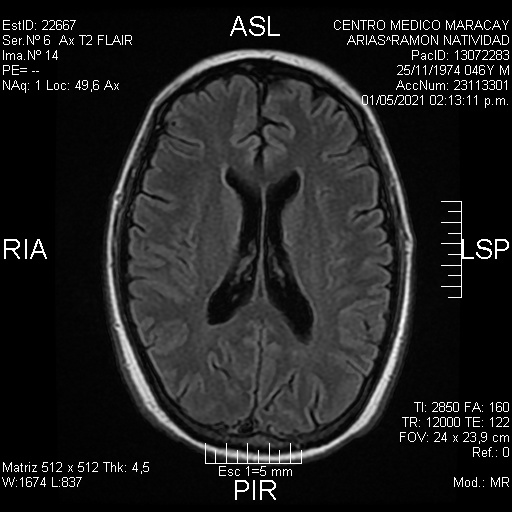 EstID: 22667
Ser.Nº 6 Ax T2 FLAIR
Ima.Nº 14
PE= --
NAq: 1 Loc: 49,6 Ax
ASL
CENTRO MEDICO MARACAY
ARIAS^RAMON NATIVIDAD
PacID: 13072283
25/11/1974 046Y M
AccNum: 23113301
01/05/2021 02:13:11 p.m.
RIA
LSP
TI: 2850 FA: 160
TR: 12000 TE: 122
FOV: 24 x 23,9 cm
Ref.: 0
Matriz 512 x 512 Thk: 4,5
W:1674 L:837
Esc 1=5 mm
PIR
Mod.: MR